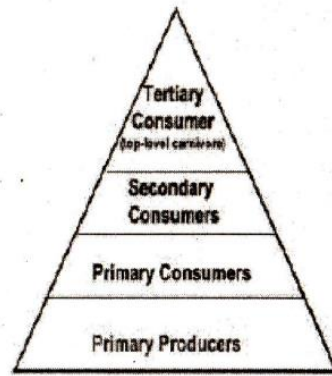 Tertiary
Consumer
(top-level carnivore)
Secondary
Consumers
Primary Consumers
Primary Producers